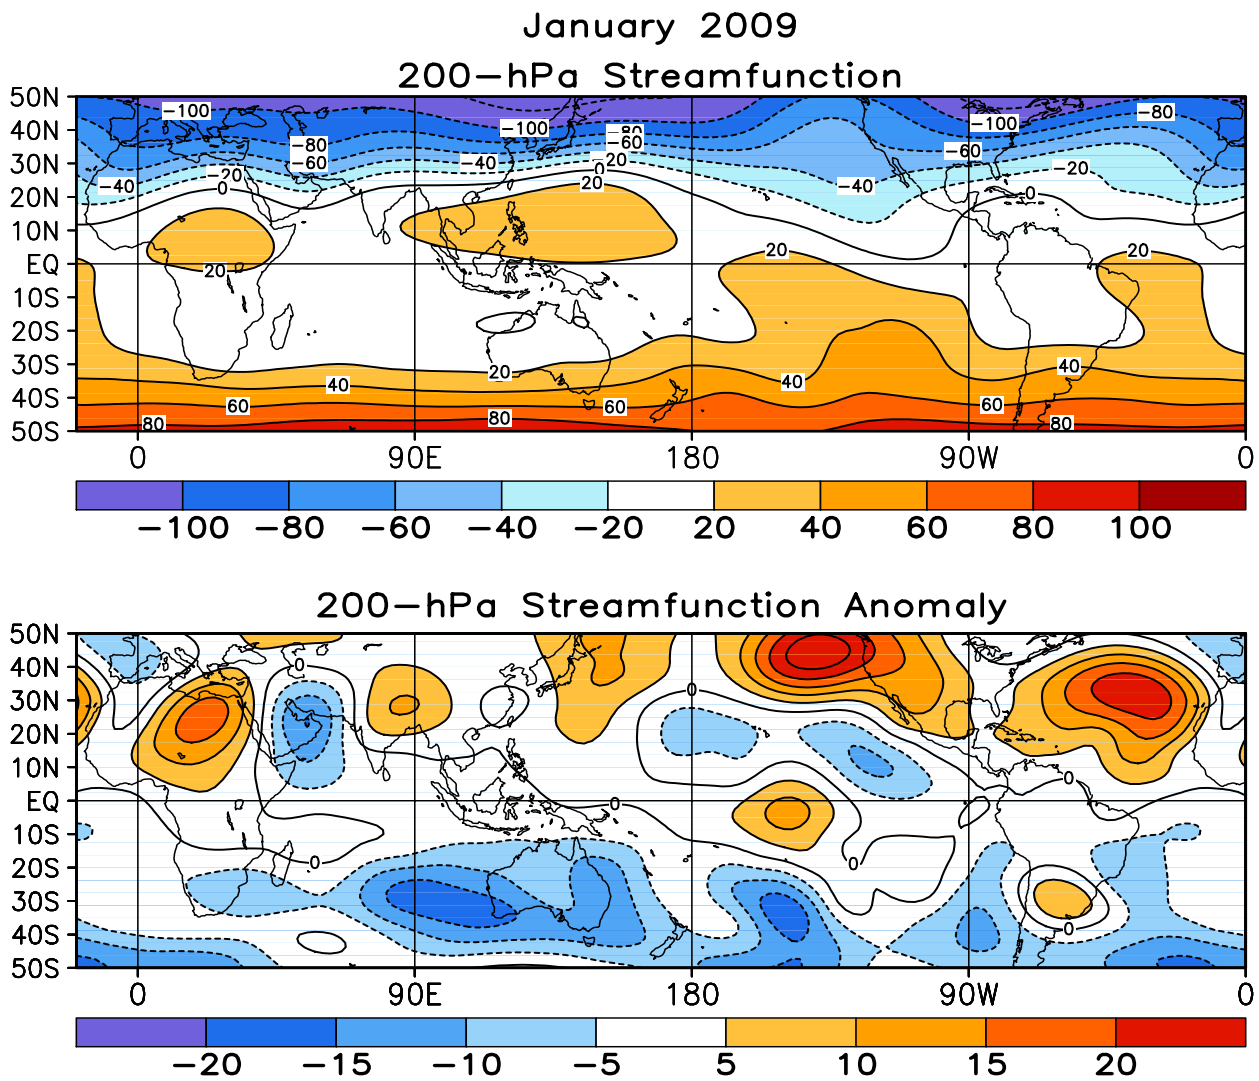 January 2009
200-hPa Streamfunction
50N
-100
-80
40N
-100
-80
-100
-80
-60
-60
30N
-60
-40
-20
-20
-20
0
20N
-40
0
20
-40
0
10N
20
20
EQ
20
10S
20S
30S
20
40
40
40
40S
60
60
60
50S
80
80
80
0 90E 180 90W 0
-100 -80 -60 -40 -20 20 40 60 80 100
200-hPa Streamfunction Anomaly
50N
40N
0
30N
0
20N
10N
0
EQ
0
10S
20S
0
0
30S
40S
0
50S
0 90E 180 90W 0
-20 -15 -10 -5 5 10 15 20